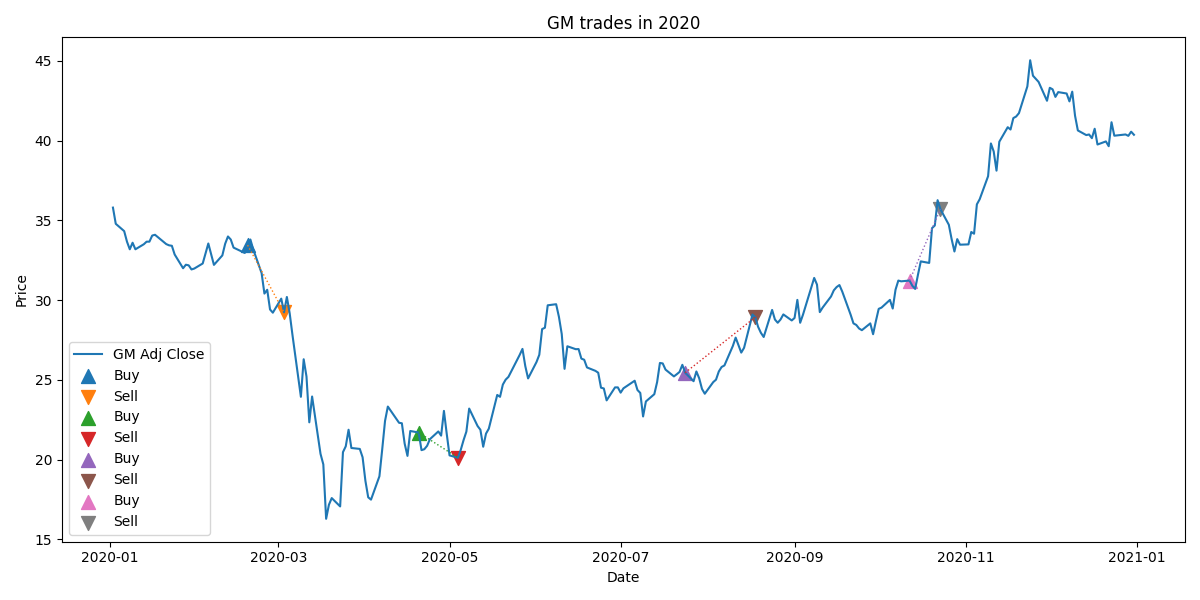 GM trades in 2020
Price
45
40
35
30
25
20
15
GM Adj Close
Buy
Sell
Buy
Sell
Buy
Sell
Buy
Sell
2020-01
2020-03
2020-05
2020-07
2020-09
2020-11
2021-01
Date